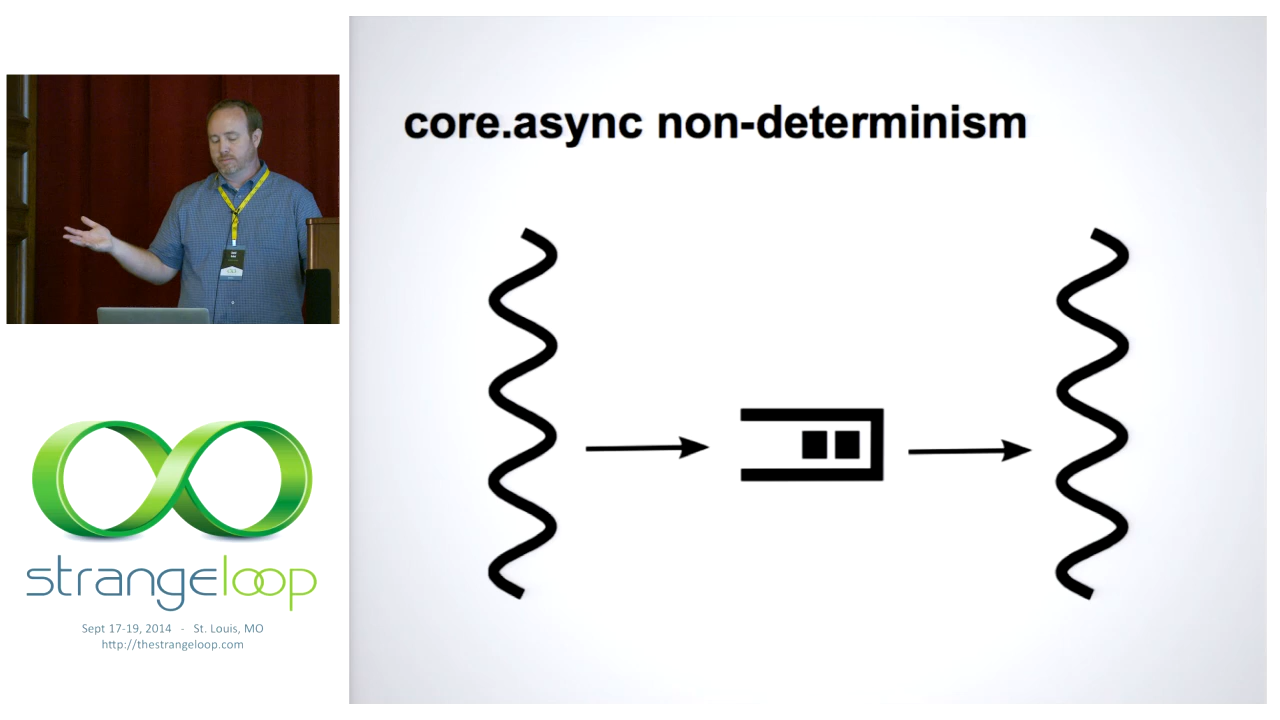 core.async non-determinism
strangeloop
Sept 17-19, 2014 - St. Louis, MO
http://thestrangeloop.com